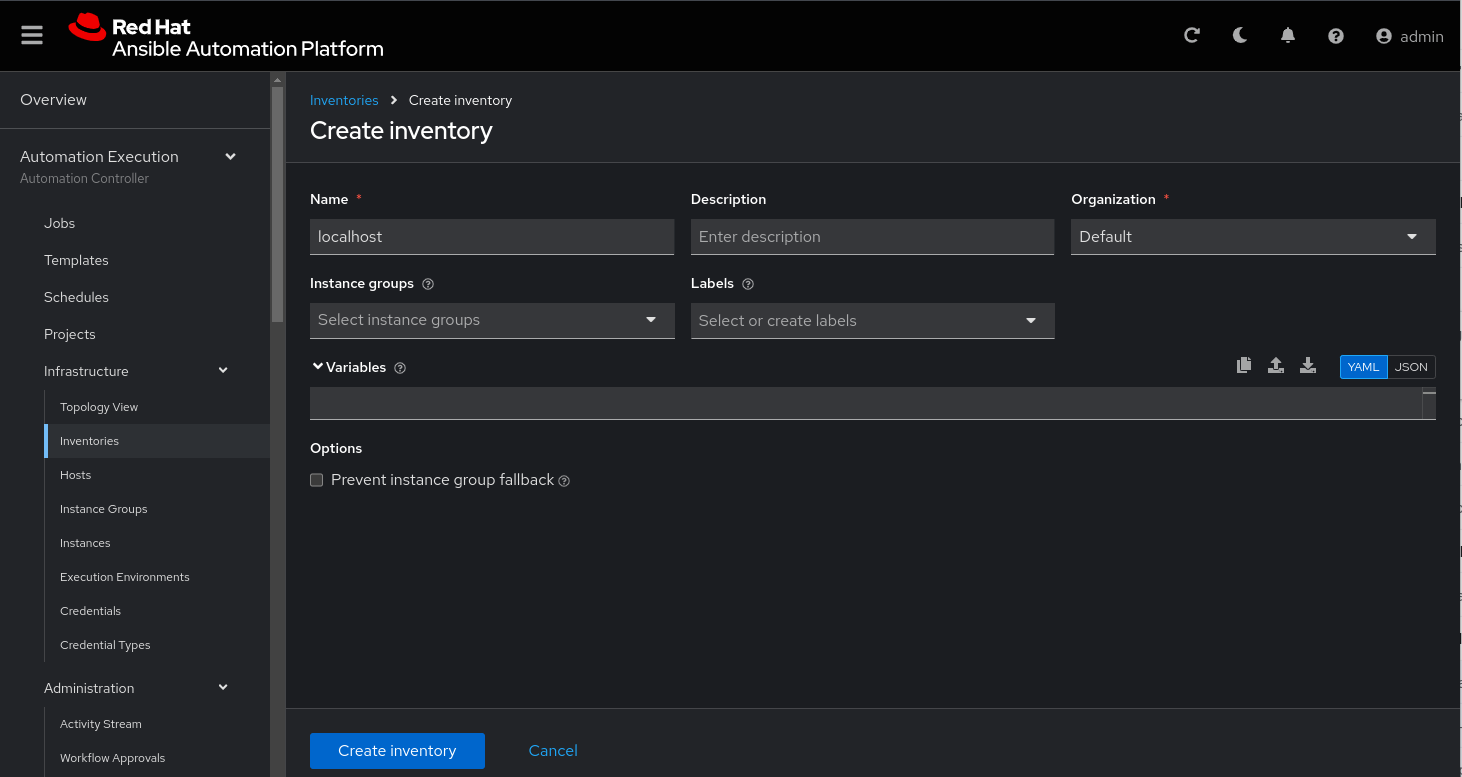 Red Hat
Ansible Automation Platform
admin
Overview
Automation Execution
Automation Controller
Jobs
Templates
Schedules
Projects
Infrastructure
Topology View
Inventories
Hosts
Instance Groups
Instances
Execution Environments
Credentials
Credential Types
Administration
Activity Stream
Workflow Approvals
Inventories > Create inventory
Create inventory
Name * Description Organization *
localhost Enter description Default
Instance groups Labels
Select instance groups Select or create labels
Variables YAML JSON
Options
Prevent instance group fallback
Create inventory Cancel